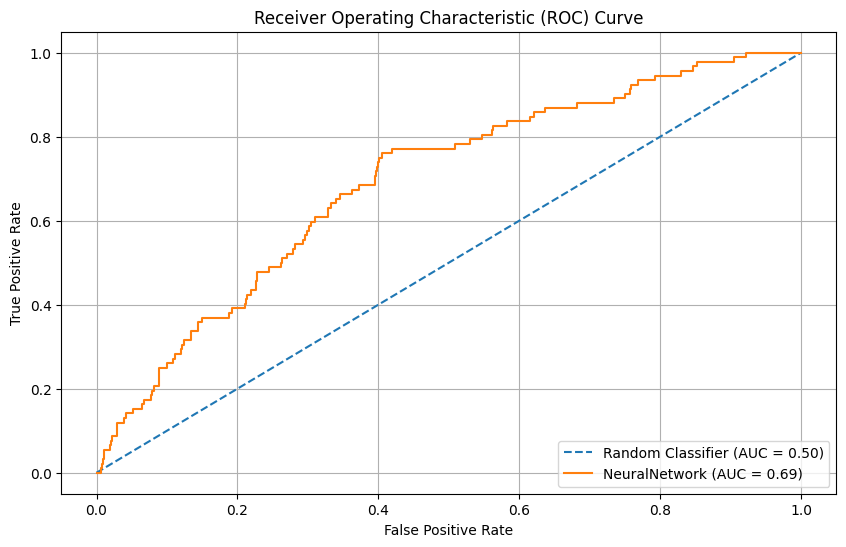 Receiver Operating Characteristic (ROC) Curve
True Positive Rate
1.0
0.8
0.6
0.4
0.2
0.0
0.0 0.2 0.4 0.6 0.8 1.0
False Positive Rate
Random Classifier (AUC = 0.50)
NeuralNetwork (AUC = 0.69)